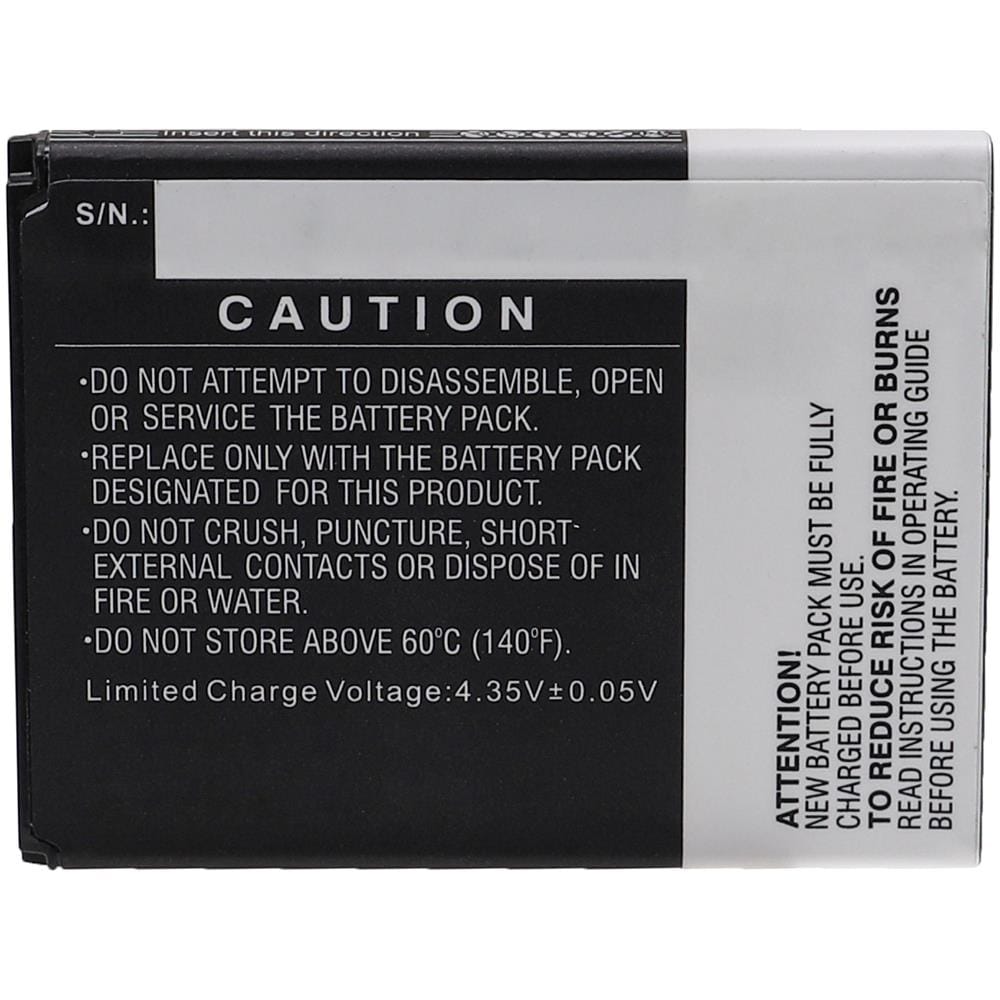 Insert this direction
S/N.:
CAUTION
•DO NOT ATTEMPT TO DISASSEMBLE, OPEN
OR SERVICE THE BATTERY PACK.
•REPLACE ONLY WITH THE BATTERY PACK
DESIGNATED FOR THIS PRODUCT.
•DO NOT CRUSH, PUNCTURE, SHORT-
EXTERNAL CONTACTS OR DISPOSE OF IN
FIRE OR WATER.
•DO NOT STORE ABOVE 60°C (140°F).
Limited Charge Voltage:4.35V±0.05V
ATTENTION!
NEW BATTERY PACK MUST BE FULLY
CHARGED BEFORE USE.
TO REDUCE RISK OF FIRE OR BURNS
READ INSTRUCTIONS IN OPERATING GUIDE
BEFORE USING THE BATTERY.